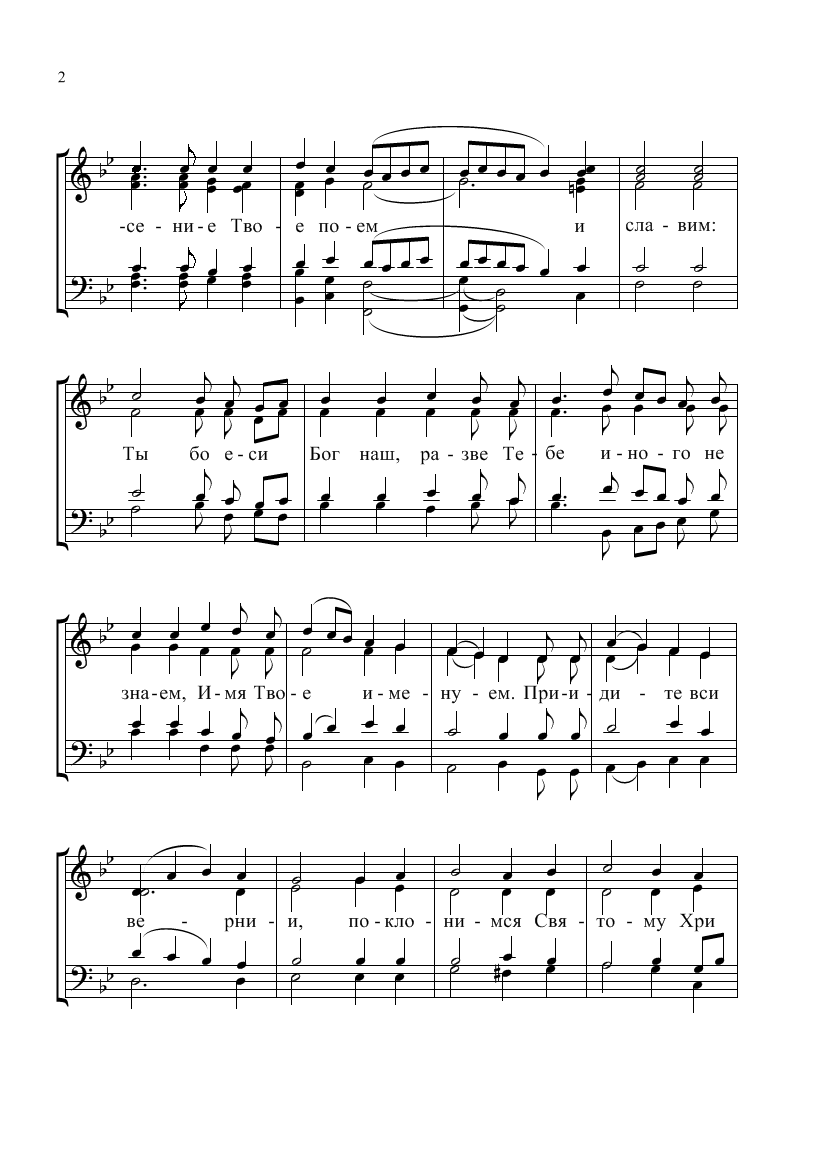 2
-се - ни - е Тво - е по - ем и сла - вим:
Ты бо е - си Бог наш, ра - зве Те - бе и - но - го не
зна - ем, И - мя Тво - е и - ме - ну - ем. При - и - ди - те вси
ве - рни - и, по - кло - ни - мся Свя - то - му Хри